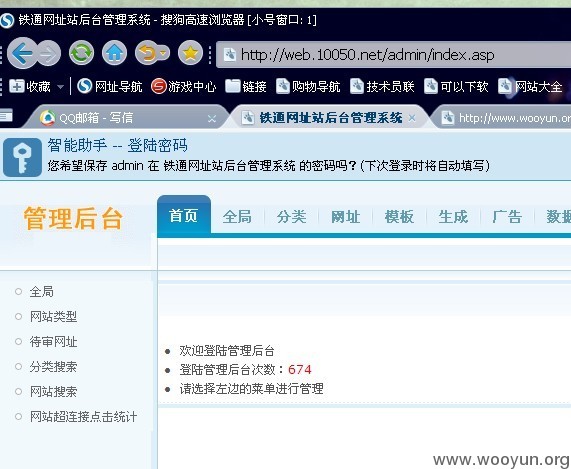 铁通网址站后台管理系统 - 搜狗高速浏览器 [小号窗口: 1]
http://web.10050.net/admin/index.asp
收藏 网址导航 游戏中心 链接 购物导航 技术员联 可以下软 网站大全
QQ邮箱 - 写信 铁通网址站后台管理系统 http://www.wooyun.org
智能助手 -- 登陆密码
您希望保存 admin 在 铁通网址站后台管理系统 的密码吗？(下次登录时将自动填写)
管理后台
首页 全局 分类 网址 模板 生成 广告 数据
全局
网站类型
待审网址
分类搜索
网站搜索
网站超连接点击统计
欢迎登陆管理后台
登陆管理后台次数：674
请选择左边的菜单进行管理
www.wooyun.org